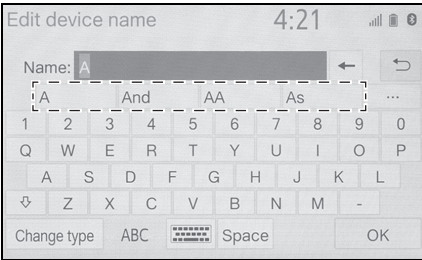 Edit device name 4:21
Name: A
A And AA As ...
1 2 3 4 5 6 7 8 9 0
Q W E R T Y U I O P
A S D F G H J K L
Z X C V B N M -
Change type ABC Space OK